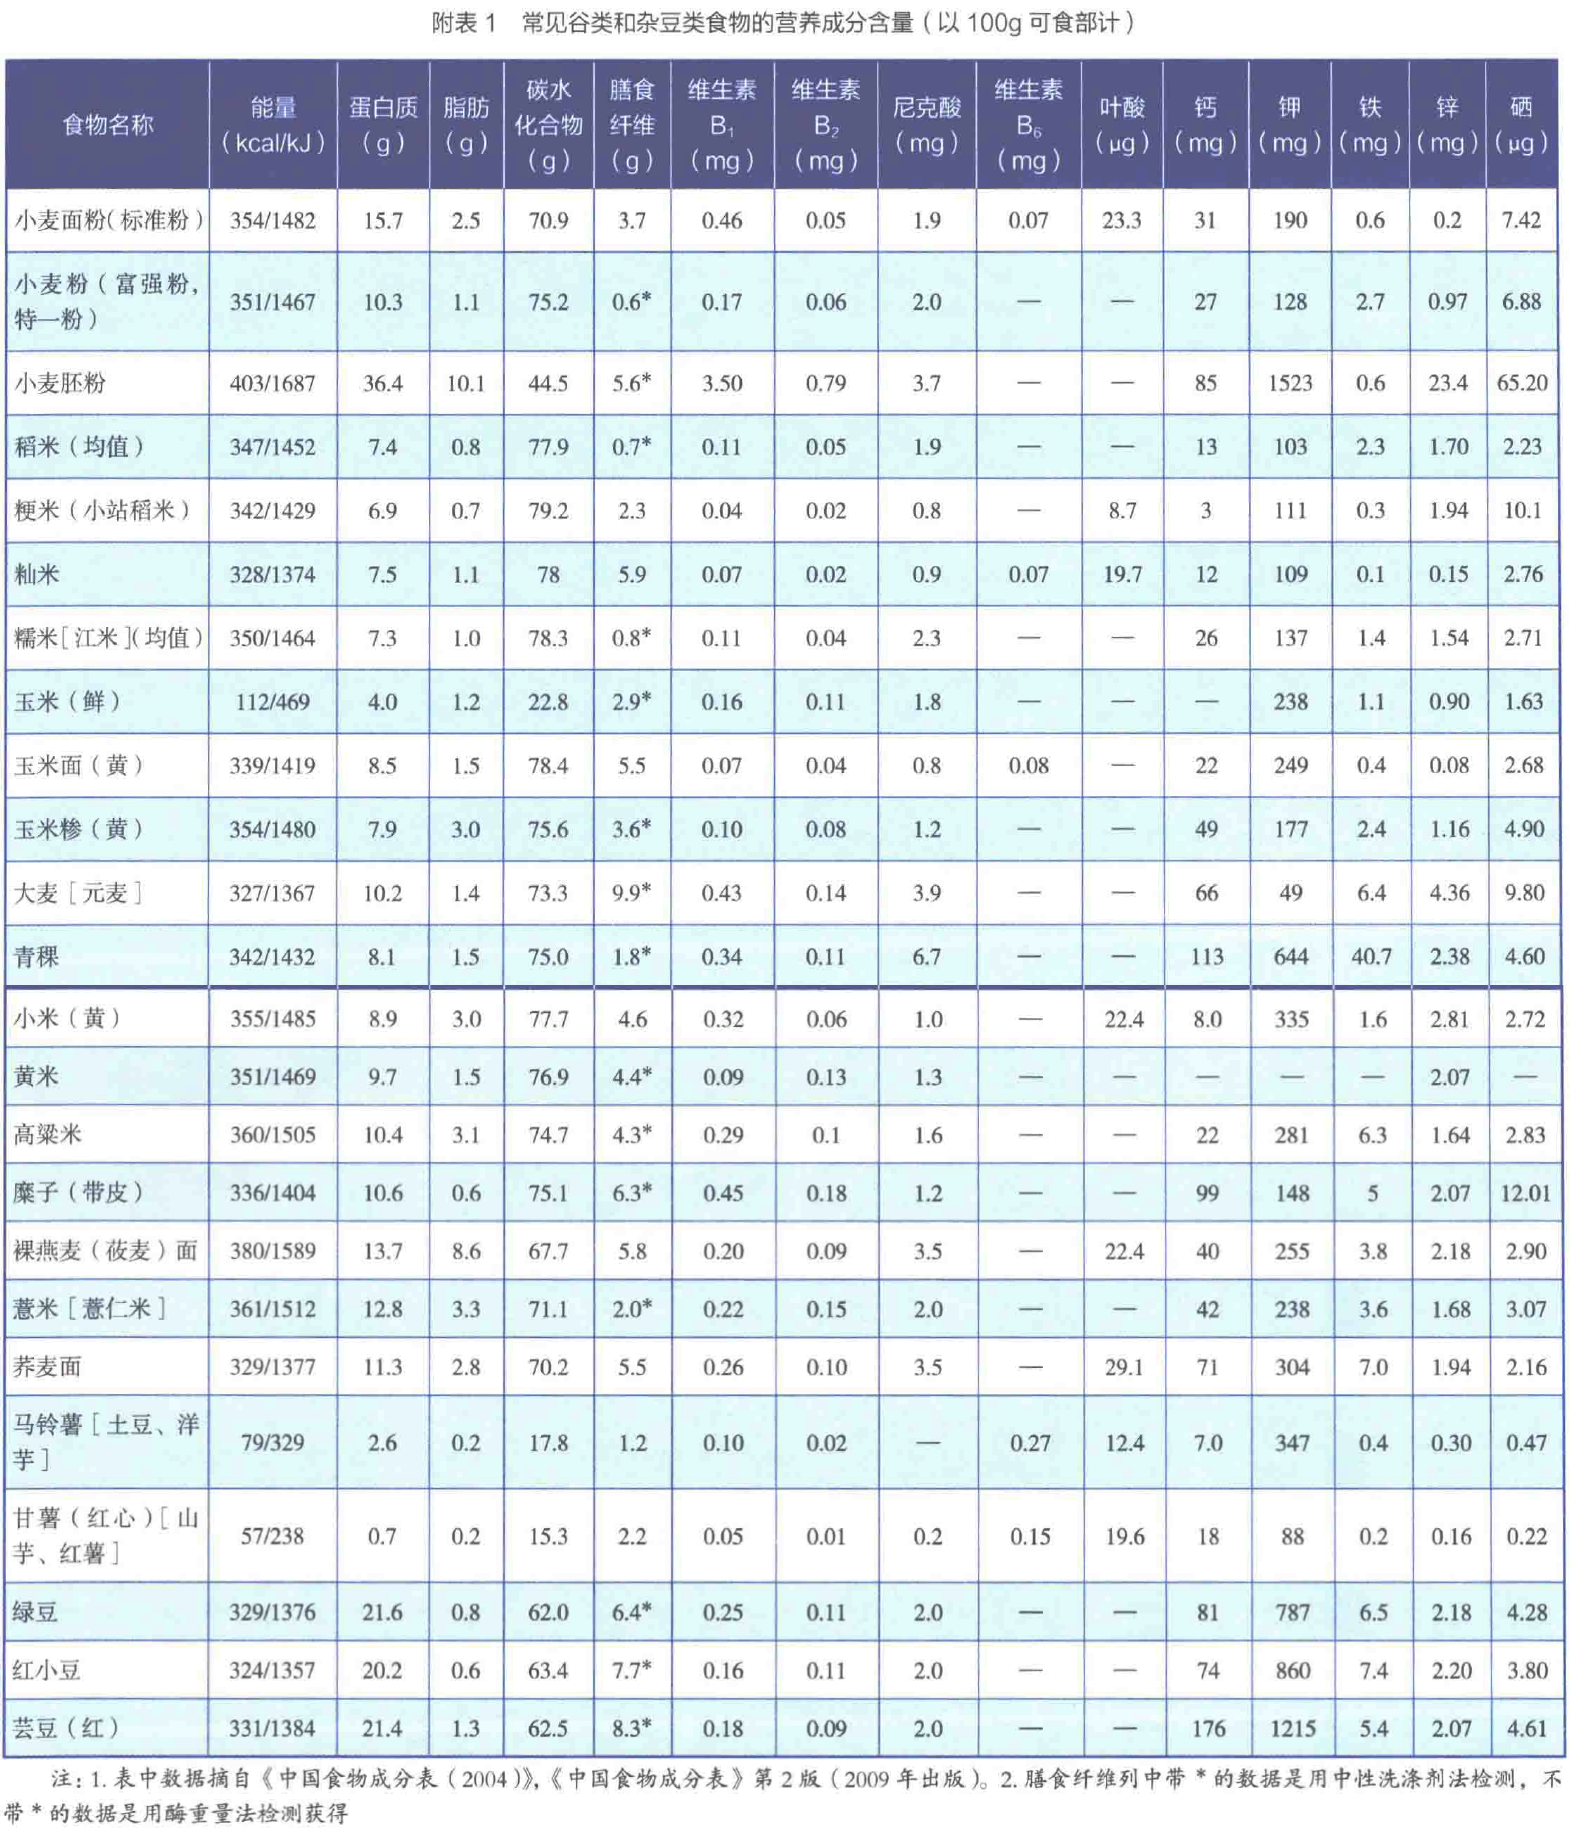 附表 1 常见谷类和杂豆类食物的营养成分含量（以 100g 可食部计）
食物名称 能量（kcal/kJ） 蛋白质（g） 脂肪（g） 碳水化合物（g） 膳食纤维（g） 维生素B₁（mg） 维生素B₂（mg） 尼克酸（mg） 维生素B₆（mg） 叶酸（μg） 钙（mg） 钾（mg） 铁（mg） 锌（mg） 硒（μg）
小麦面粉（标准粉） 354/1482 15.7 2.5 70.9 3.7 0.46 0.05 1.9 0.07 23.3 31 190 0.6 0.2 7.42
小麦粉（富强粉，特一粉） 351/1467 10.3 1.1 75.2 0.6* 0.17 0.06 2.0 — — 27 128 2.7 0.97 6.88
小麦胚粉 403/1687 36.4 10.1 44.5 5.6* 3.50 0.79 3.7 — — 85 1523 0.6 23.4 65.20
稻米（均值） 347/1452 7.4 0.8 77.9 0.7* 0.11 0.05 1.9 — — 13 103 2.3 1.70 2.23
粳米（小站稻米） 342/1429 6.9 0.7 79.2 2.3 0.04 0.02 0.8 — 8.7 3 111 0.3 1.94 10.1
籼米 328/1374 7.5 1.1 78 5.9 0.07 0.02 0.9 0.07 19.7 12 109 0.1 0.15 2.76
糯米［江米］（均值） 350/1464 7.3 1.0 78.3 0.8* 0.11 0.04 2.3 — — 26 137 1.4 1.54 2.71
玉米（鲜） 112/469 4.0 1.2 22.8 2.9* 0.16 0.11 1.8 — — — 238 1.1 0.90 1.63
玉米面（黄） 339/1419 8.5 1.5 78.4 5.5 0.07 0.04 0.8 0.08 — 22 249 0.4 0.08 2.68
玉米糁（黄） 354/1480 7.9 3.0 75.6 3.6* 0.10 0.08 1.2 — — 49 177 2.4 1.16 4.90
大麦［元麦］ 327/1367 10.2 1.4 73.3 9.9* 0.43 0.14 3.9 — — 66 49 6.4 4.36 9.80
青稞 342/1432 8.1 1.5 75.0 1.8* 0.34 0.11 6.7 — — 113 644 40.7 2.38 4.60
小米（黄） 355/1485 8.9 3.0 77.7 4.6 0.32 0.06 1.0 — 22.4 8.0 335 1.6 2.81 2.72
黄米 351/1469 9.7 1.5 76.9 4.4* 0.09 0.13 1.3 — — — — — 2.07 —
高粱米 360/1505 10.4 3.1 74.7 4.3* 0.29 0.1 1.6 — — 22 281 6.3 1.64 2.83
糜子（带皮） 336/1404 10.6 0.6 75.1 6.3* 0.45 0.18 1.2 — — 99 148 5 2.07 12.01
裸燕麦（莜麦）面 380/1589 13.7 8.6 67.7 5.8 0.20 0.09 3.5 — 22.4 40 255 3.8 2.18 2.90
薏米［薏仁米］ 361/1512 12.8 3.3 71.1 2.0* 0.22 0.15 2.0 — — 42 238 3.6 1.68 3.07
荞麦面 329/1377 11.3 2.8 70.2 5.5 0.26 0.10 3.5 — 29.1 71 304 7.0 1.94 2.16
马铃薯［土豆、洋芋］ 79/329 2.6 0.2 17.8 1.2 0.10 0.02 — 0.27 12.4 7.0 347 0.4 0.30 0.47
甘薯（红心）［山芋、红薯］ 57/238 0.7 0.2 15.3 2.2 0.05 0.01 0.2 0.15 19.6 18 88 0.2 0.16 0.22
绿豆 329/1376 21.6 0.8 62.0 6.4* 0.25 0.11 2.0 — — 81 787 6.5 2.18 4.28
红小豆 324/1357 20.2 0.6 63.4 7.7* 0.16 0.11 2.0 — — 74 860 7.4 2.20 3.80
芸豆（红） 331/1384 21.4 1.3 62.5 8.3* 0.18 0.09 2.0 — — 176 1215 5.4 2.07 4.61
注：1. 表中数据摘自《中国食物成分表（2004）》，《中国食物成分表》第 2 版（2009 年出版）。2. 膳食纤维列中带 * 的数据是用中性洗涤剂法检测，不
带 * 的数据是用酶重量法检测获得